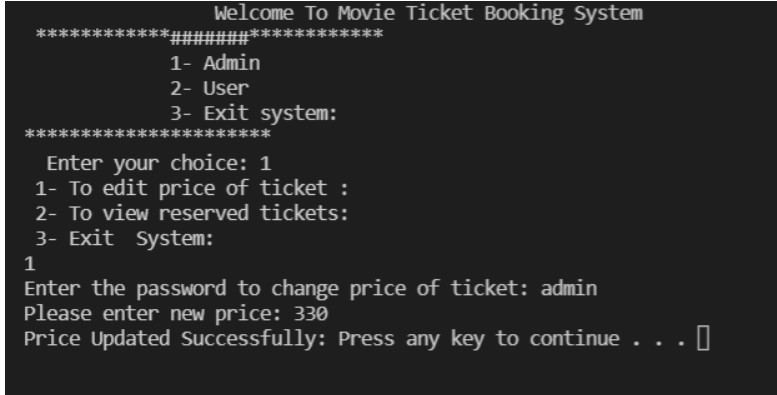 Welcome To Movie Ticket Booking System
************#######************
1- Admin
2- User
3- Exit system:
**********************
Enter your choice: 1
1- To edit price of ticket :
2- To view reserved tickets:
3- Exit  System:
1
Enter the password to change price of ticket: admin
Please enter new price: 330
Price Updated Successfully: Press any key to continue . . .